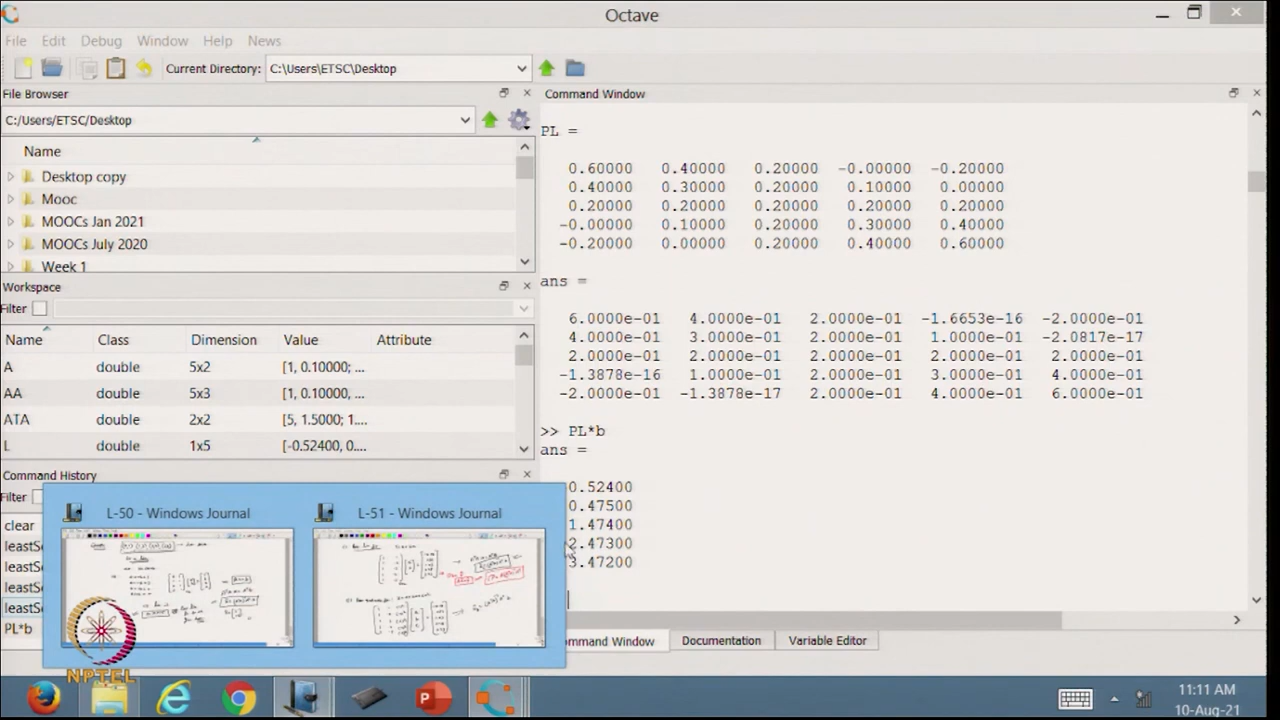 Octave
File Edit Debug Window Help News
Current Directory: C:\Users\ETSC\Desktop
File Browser
C:/Users/ETSC/Desktop
Name
Desktop copy
Mooc
MOOCs Jan 2021
MOOCs July 2020
Week 1
Workspace
Filter
Name Class Dimension Value Attribute
A double 5x2 [1, 0.10000; ...
AA double 5x3 [1, 0.10000; ...
ATA double 2x2 [5, 1.5000; 1....
L double 1x5 [-0.52400, 0....
Command History
Filter
clear
PL*b
L-50 - Windows Journal
L-51 - Windows Journal
NPTEL
Command Window
PL =
0.60000 0.40000 0.20000 -0.00000 -0.20000
0.40000 0.30000 0.20000 0.10000 0.00000
0.20000 0.20000 0.20000 0.20000 0.20000
-0.00000 0.10000 0.20000 0.30000 0.40000
-0.20000 0.00000 0.20000 0.40000 0.60000
ans =
6.0000e-01 4.0000e-01 2.0000e-01 -1.6653e-16 -2.0000e-01
4.0000e-01 3.0000e-01 2.0000e-01 1.0000e-01 -2.0817e-17
2.0000e-01 2.0000e-01 2.0000e-01 2.0000e-01 2.0000e-01
-1.3878e-16 1.0000e-01 2.0000e-01 3.0000e-01 4.0000e-01
-2.0000e-01 -1.3878e-17 2.0000e-01 4.0000e-01 6.0000e-01
>> PL*b
ans =
0.52400
0.47500
1.47400
2.47300
3.47200
ommand Window Documentation Variable Editor
11:11 AM
10-Aug-21